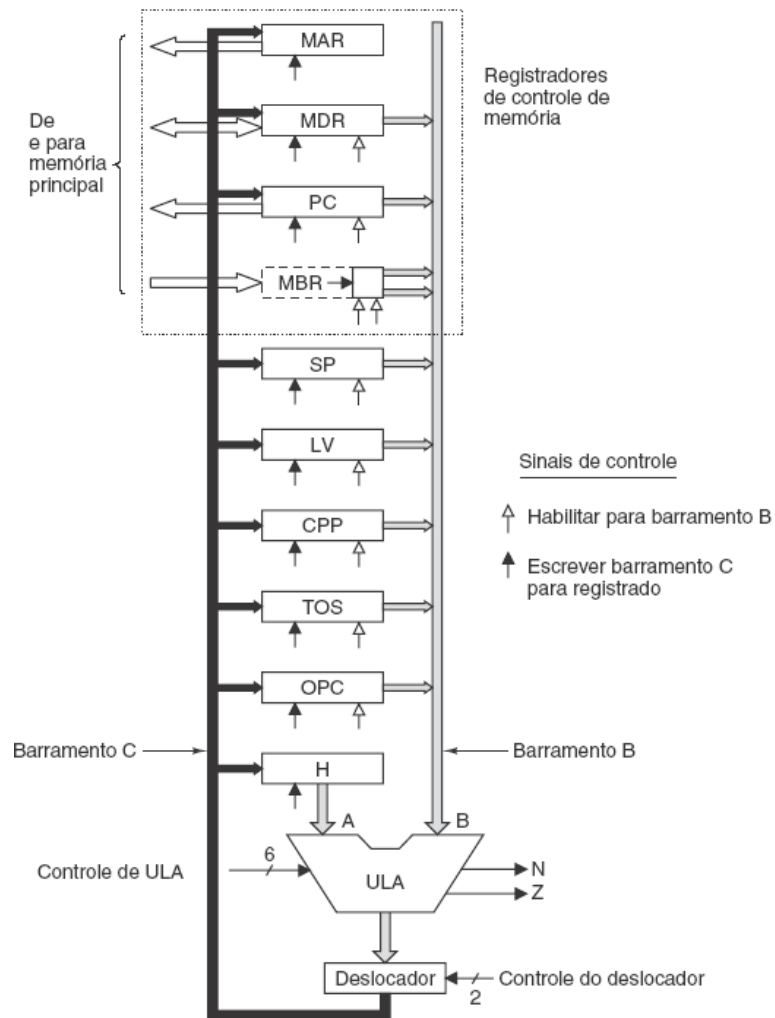 MAR
Registradores
de controle de
memória
De
e para
memória
principal
MDR
PC
MBR
SP
LV
Sinais de controle
CPP
Habilitar para barramento B
Escrever barramento C
para registrado
TOS
OPC
Barramento C
H
Barramento B
A
B
6
Controle de ULA
ULA
N
Z
Deslocador
Controle do deslocador
2